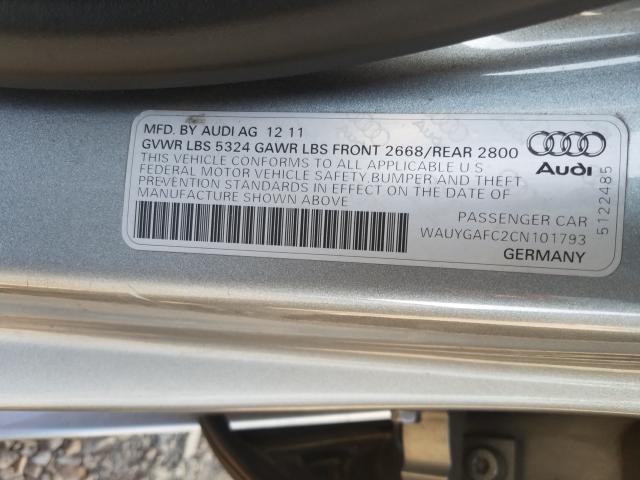 MFD. BY AUDI AG 12 11
GVWR LBS 5324 GAWR LBS FRONT 2668/REAR 2800
THIS VEHICLE CONFORMS TO ALL APPLICABLE U S
FEDERAL MOTOR VEHICLE SAFETY,BUMPER AND THEFT
PREVENTION STANDARDS IN EFFECT ON THE DATE OF
MANUFACTURE SHOWN ABOVE
Audi
PASSENGER CAR
WAUYGAFC2CN101793
GERMANY
5122485